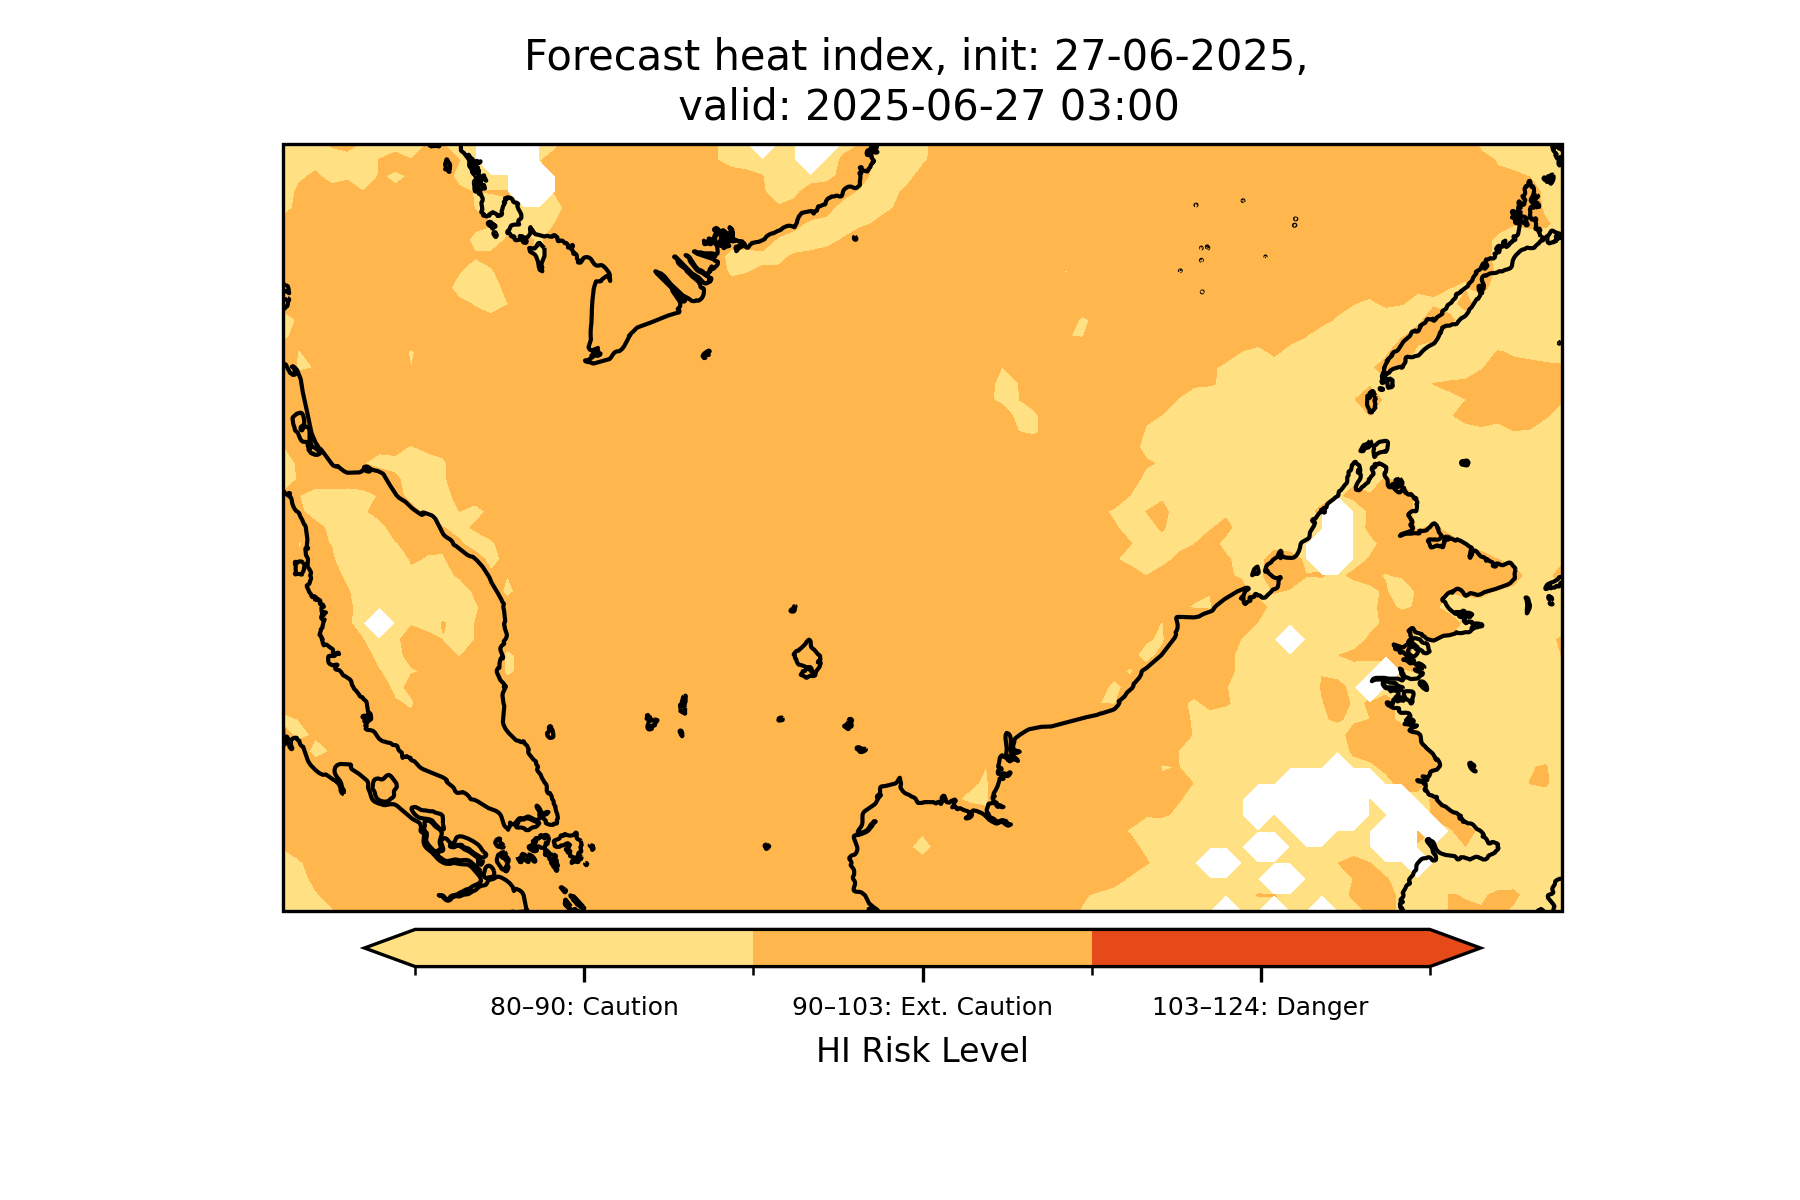 Forecast heat index, init: 27-06-2025,
valid: 2025-06-27 03:00
80–90: Caution
90–103: Ext. Caution
103–124: Danger
HI Risk Level